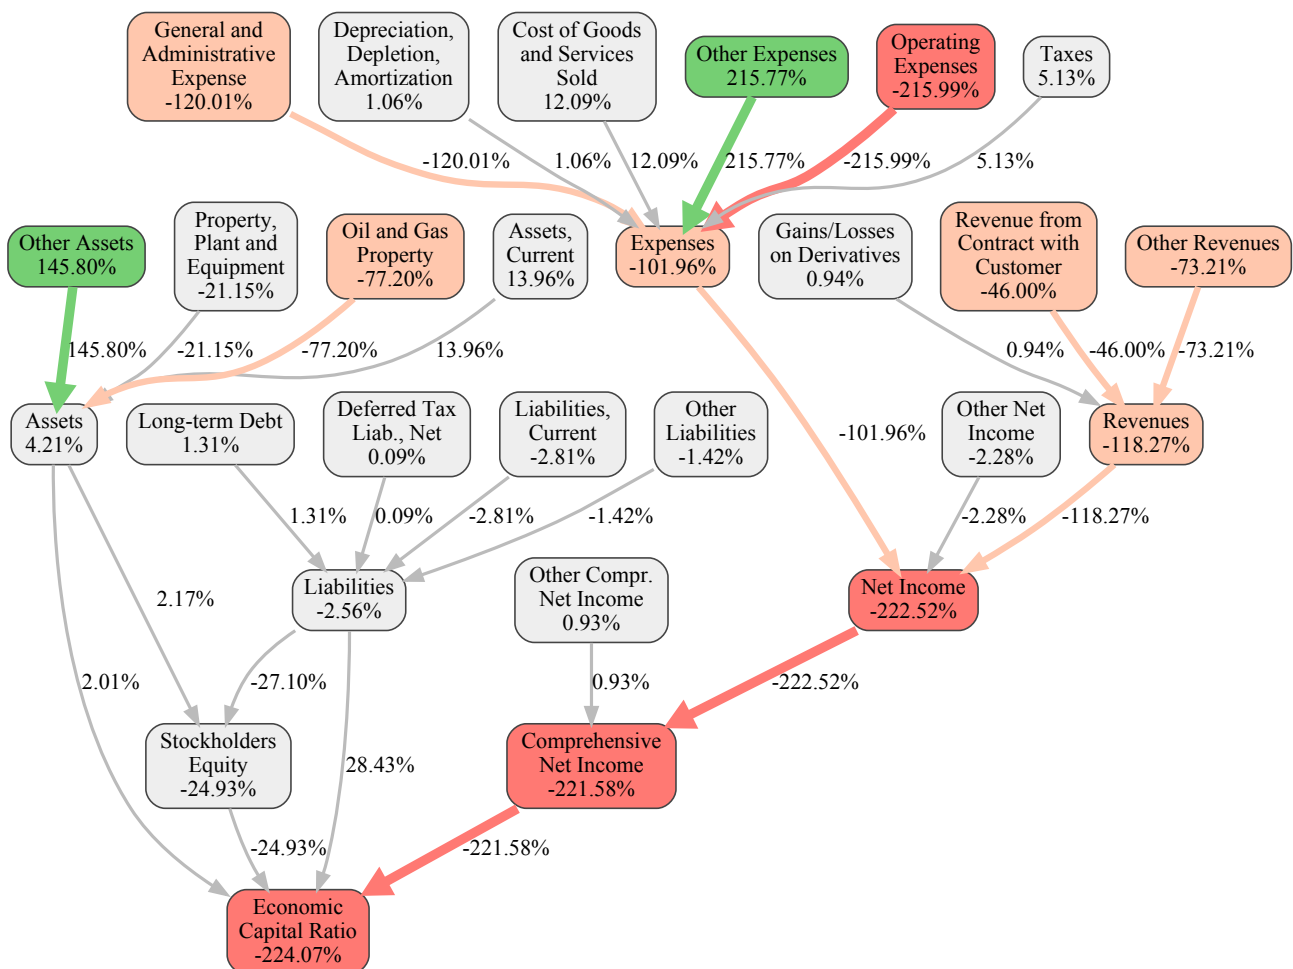 General and
Administrative
Expense
-120.01%
Depreciation,
Depletion,
Amortization
1.06%
Cost of Goods
and Services
Sold
12.09%
Other Expenses
215.77%
Operating
Expenses
-215.99%
Taxes
5.13%
-120.01%
1.06%
12.09%
215.77%
-215.99%
5.13%
Other Assets
145.80%
Property,
Plant and
Equipment
-21.15%
Oil and Gas
Property
-77.20%
Assets,
Current
13.96%
Expenses
-101.96%
Gains/Losses
on Derivatives
0.94%
Revenue from
Contract with
Customer
-46.00%
Other Revenues
-73.21%
145.80%
-21.15%
-77.20%
13.96%
0.94%
-46.00%
-73.21%
Assets
4.21%
Long-term Debt
1.31%
Deferred Tax
Liab., Net
0.09%
Liabilities,
Current
-2.81%
Other
Liabilities
-1.42%
-101.96%
Other Net
Income
-2.28%
Revenues
-118.27%
1.31%
0.09%
-2.81%
-1.42%
-2.28%
-118.27%
2.17%
Liabilities
-2.56%
Other Compr.
Net Income
0.93%
Net Income
-222.52%
2.01%
-27.10%
0.93%
-222.52%
Stockholders
Equity
-24.93%
28.43%
Comprehensive
Net Income
-221.58%
-24.93%
-221.58%
Economic
Capital Ratio
-224.07%